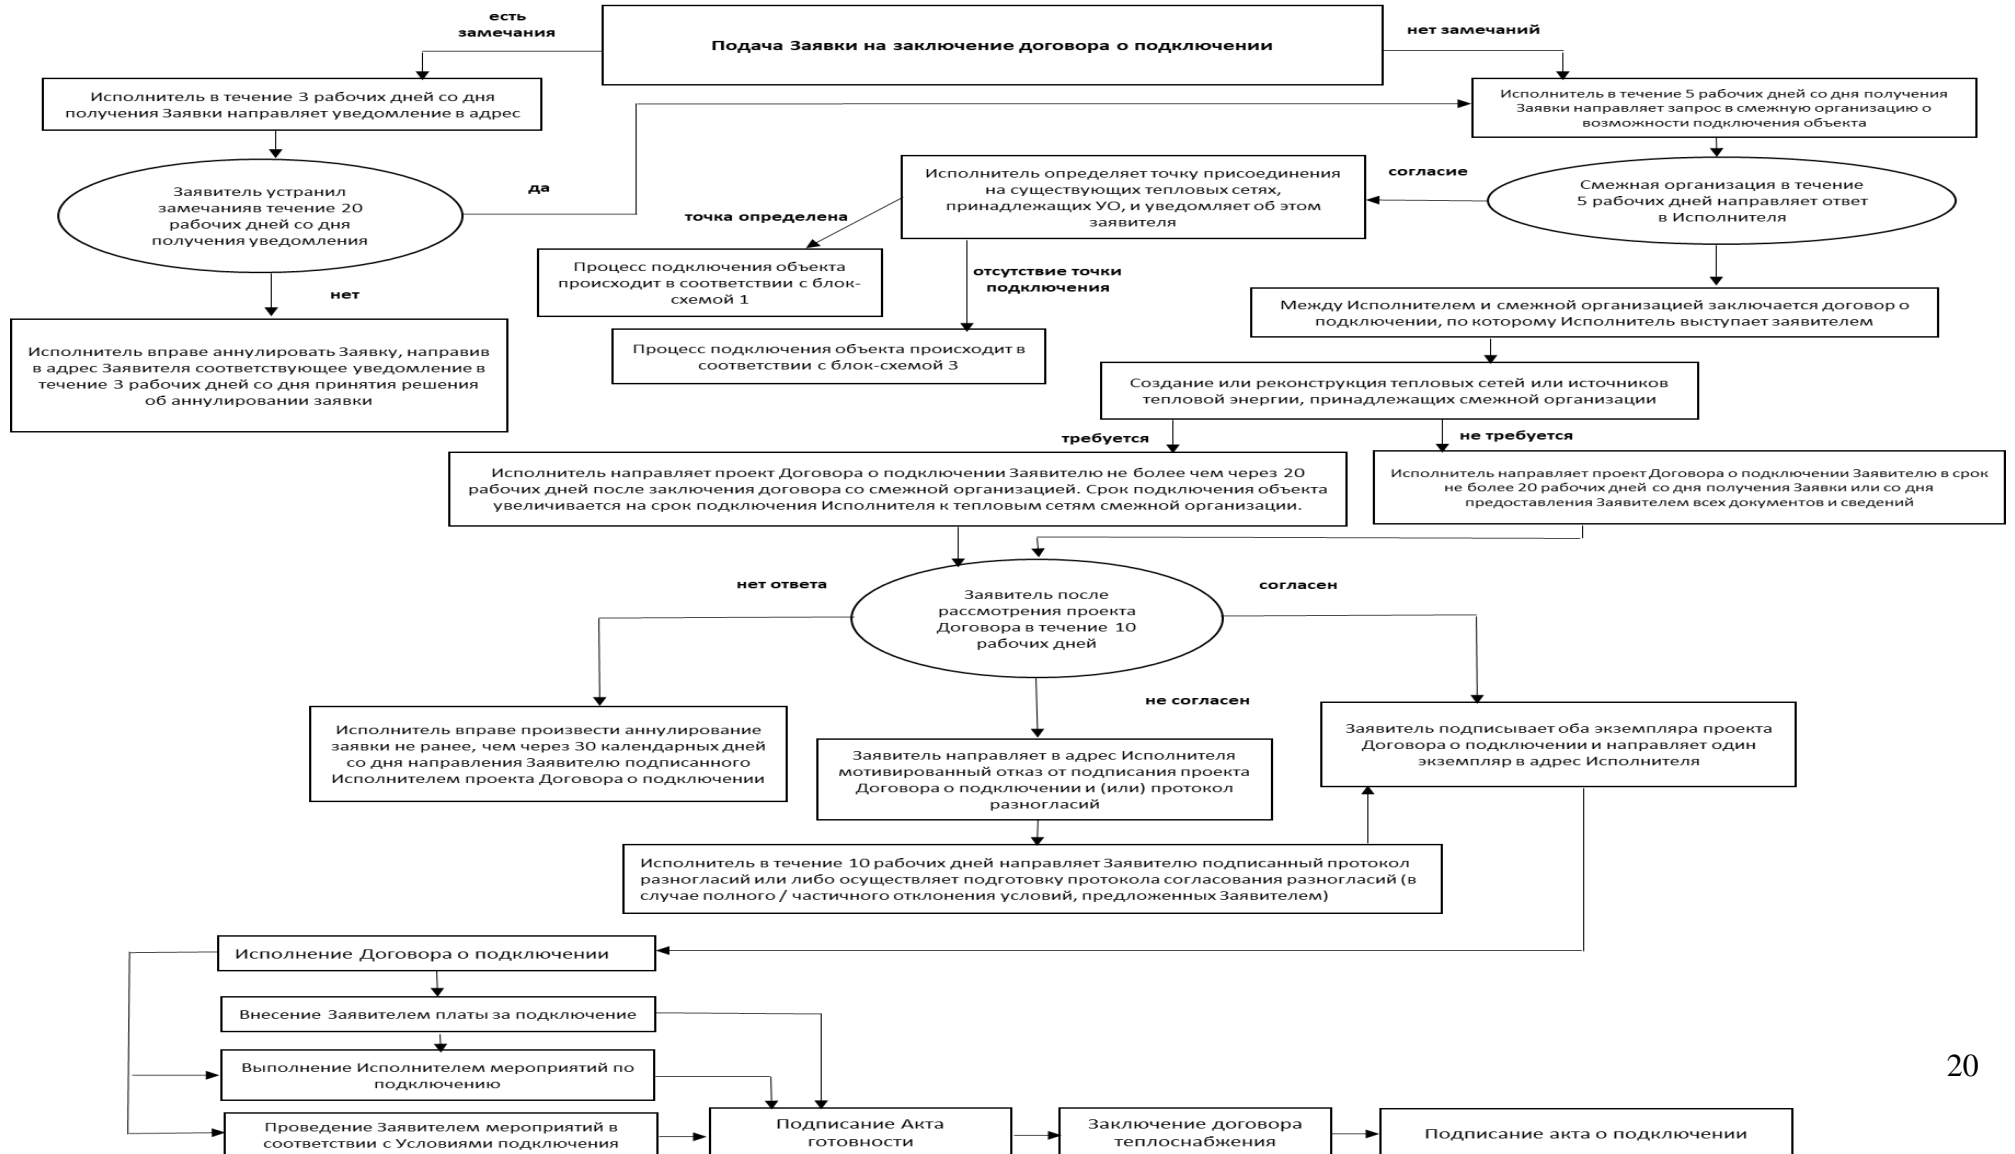 есть
замечания
Подача Заявки на заключение договора о подключении
нет замечаний
Исполнитель в течение 3 рабочих дней со дня
получения Заявки направляет уведомление в адрес
Исполнитель в течение 5 рабочих дней со дня получения
Заявки направляет запрос в смежную организацию о
возможности подключения объекта
Заявитель устранил
замечанияв течение 20
рабочих дней со дня
получения уведомления
да
Исполнитель определяет точку присоединения
на существующих тепловых сетях,
принадлежащих УО, и уведомляет об этом
заявителя
согласие
Смежная организация в течение
5 рабочих дней направляет ответ
в Исполнителя
точка определена
Процесс подключения объекта
происходит в соответствии с блок-
схемой 1
отсутствие точки
подключения
нет
Между Исполнителем и смежной организацией заключается договор о
подключении, по которому Исполнитель выступает заявителем
Исполнитель вправе аннулировать Заявку, направив
в адрес Заявителя соответствующее уведомление в
течение 3 рабочих дней со дня принятия решения
об аннулировании заявки
Процесс подключения объекта происходит в
соответствии с блок-схемой 3
Создание или реконструкция тепловых сетей или источников
тепловой энергии, принадлежащих смежной организации
требуется
не требуется
Исполнитель направляет проект Договора о подключении Заявителю не более чем через 20
рабочих дней после заключения договора со смежной организацией. Срок подключения объекта
увеличивается на срок подключения Исполнителя к тепловым сетям смежной организации.
Исполнитель направляет проект Договора о подключении Заявителю в срок
не более 20 рабочих дней со дня получения Заявки или со дня
предоставления Заявителем всех документов и сведений
нет ответа
Заявитель после
рассмотрения проекта
Договора в течение 10
рабочих дней
согласен
не согласен
Исполнитель вправе произвести аннулирование
заявки не ранее, чем через 30 календарных дней
со дня направления Заявителю подписанного
Исполнителем проекта Договора о подключении
Заявитель направляет в адрес Исполнителя
мотивированный отказ от подписания проекта
Договора о подключении и (или) протокол
разногласий
Заявитель подписывает оба экземпляра проекта
Договора о подключении и направляет один
экземпляр в адрес Исполнителя
Исполнитель в течение 10 рабочих дней направляет Заявителю подписанный протокол
разногласий или либо осуществляет подготовку протокола согласования разногласий (в
случае полного / частичного отклонения условий, предложенных Заявителем)
Исполнение Договора о подключении
Внесение Заявителем платы за подключение
Выполнение Исполнителем мероприятий по
подключению
20
Проведение Заявителем мероприятий в
соответствии с Условиями подключения
Подписание Акта
готовности
Заключение договора
теплоснабжения
Подписание акта о подключении